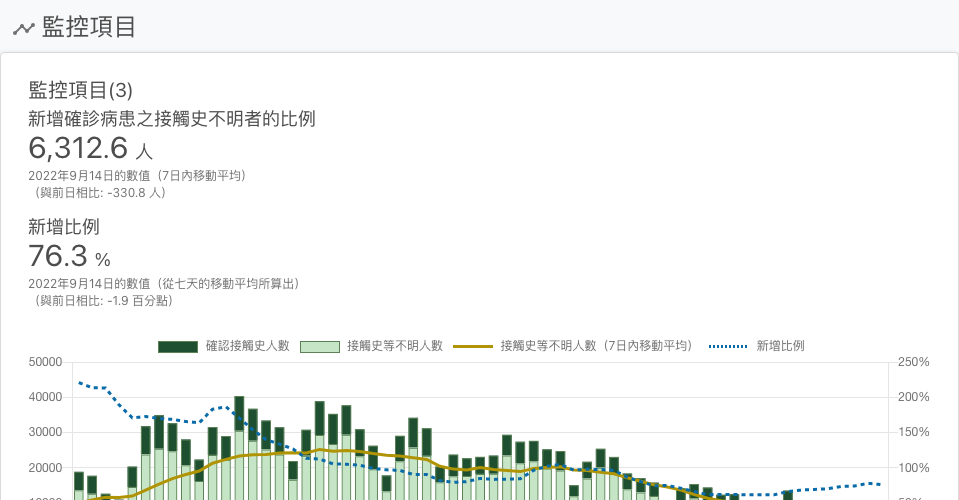 監控項目
監控項目(3)
新增確診病患之接觸史不明者的比例
6,312.6 人
2022年9月14日的數值（7日內移動平均）
（與前日相比: -330.8 人）
新增比例
76.3 %
2022年9月14日的數值（從七天的移動平均所算出）
（與前日相比: -1.9 百分點）
確認接觸史人數 接觸史等不明人數 接觸史等不明人數（7日內移動平均） 新增比例
50000 250%
40000 200%
30000 150%
20000 100%